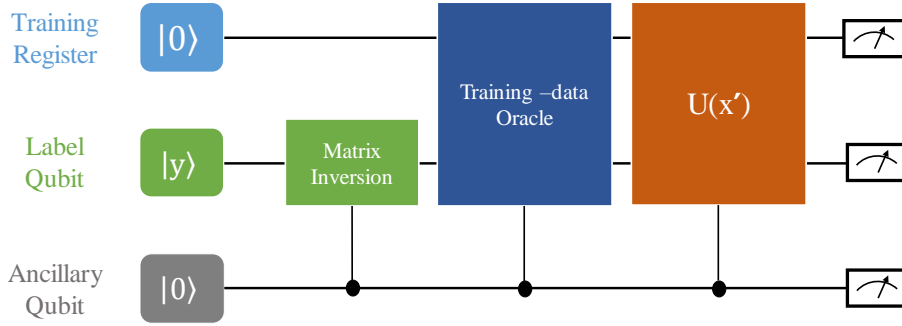 Training
Register
|0⟩
Training –data
Oracle
U(x′)
Label
Qubit
|y⟩
Matrix
Inversion
Ancillary
Qubit
|0⟩